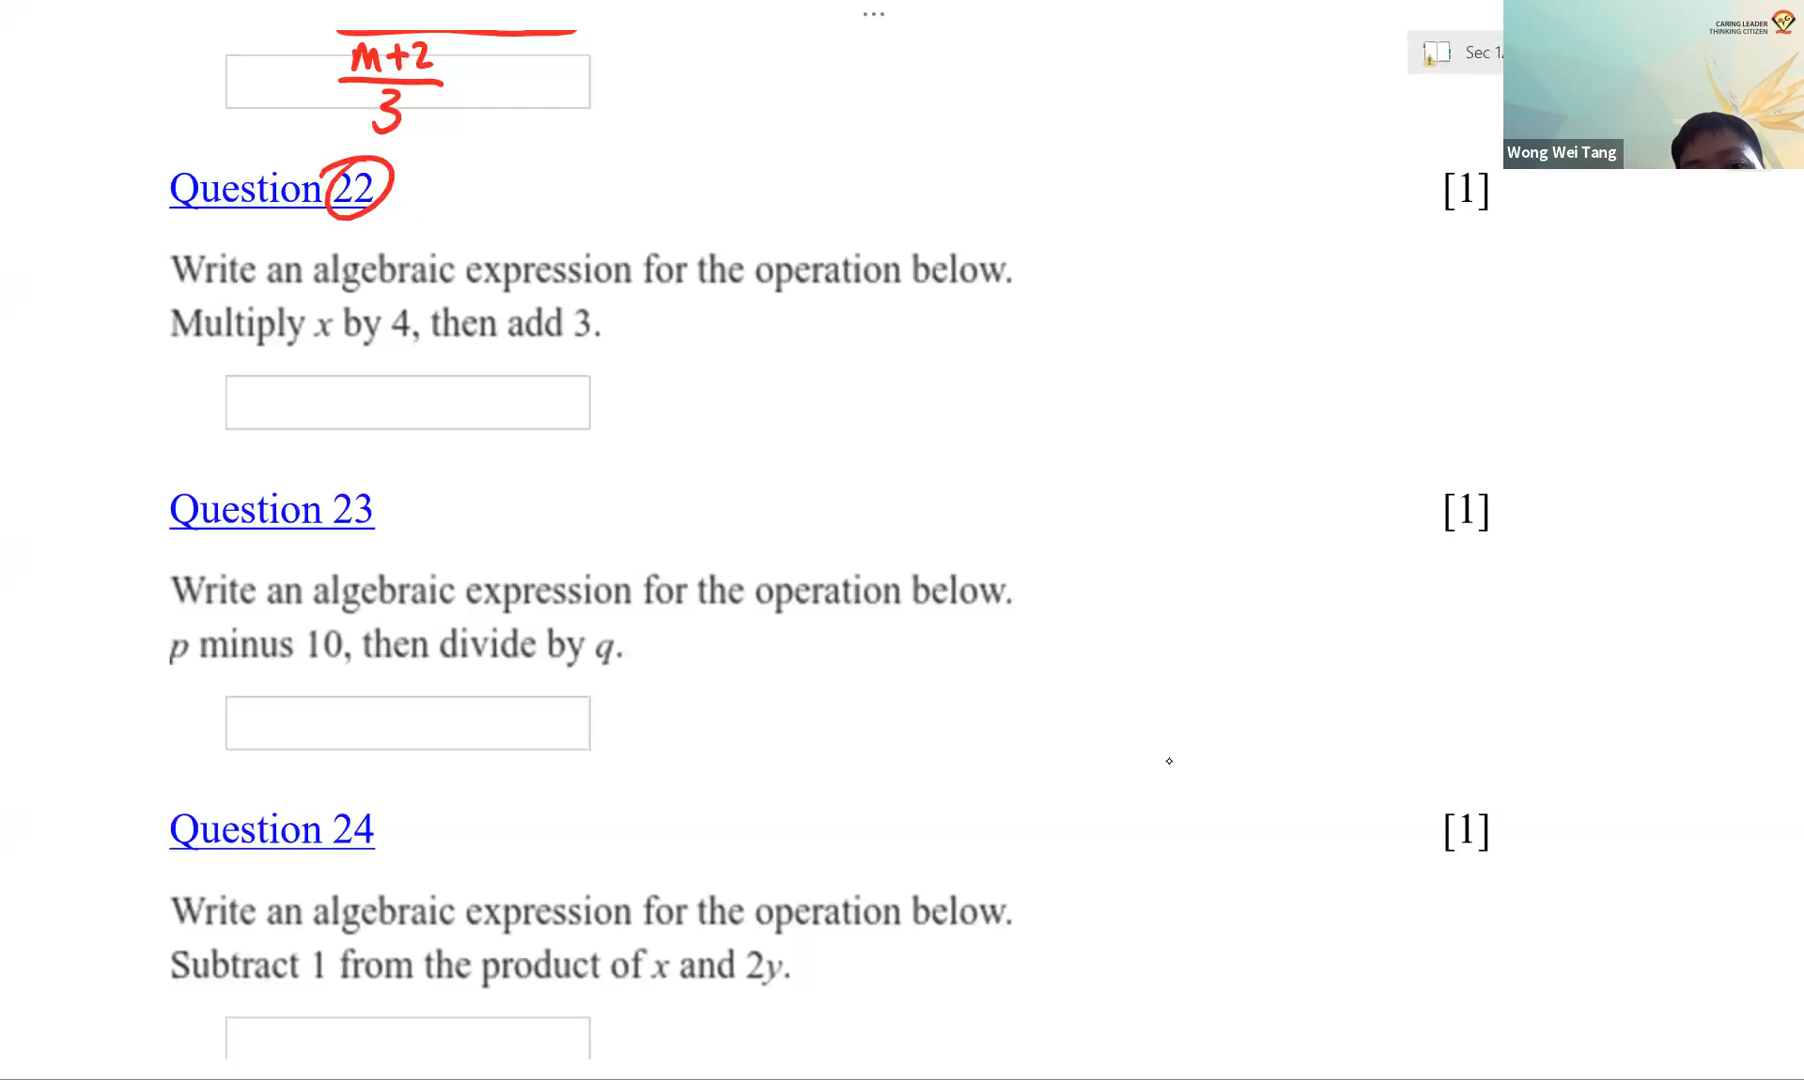 ...
m+2
3
Sec 1
CARING LEADER
THINKING CITIZEN
Wong Wei Tang
Question 22 [1]
Write an algebraic expression for the operation below.
Multiply x by 4, then add 3.
Question 23 [1]
Write an algebraic expression for the operation below.
p minus 10, then divide by q.
Question 24 [1]
Write an algebraic expression for the operation below.
Subtract 1 from the product of x and 2y.